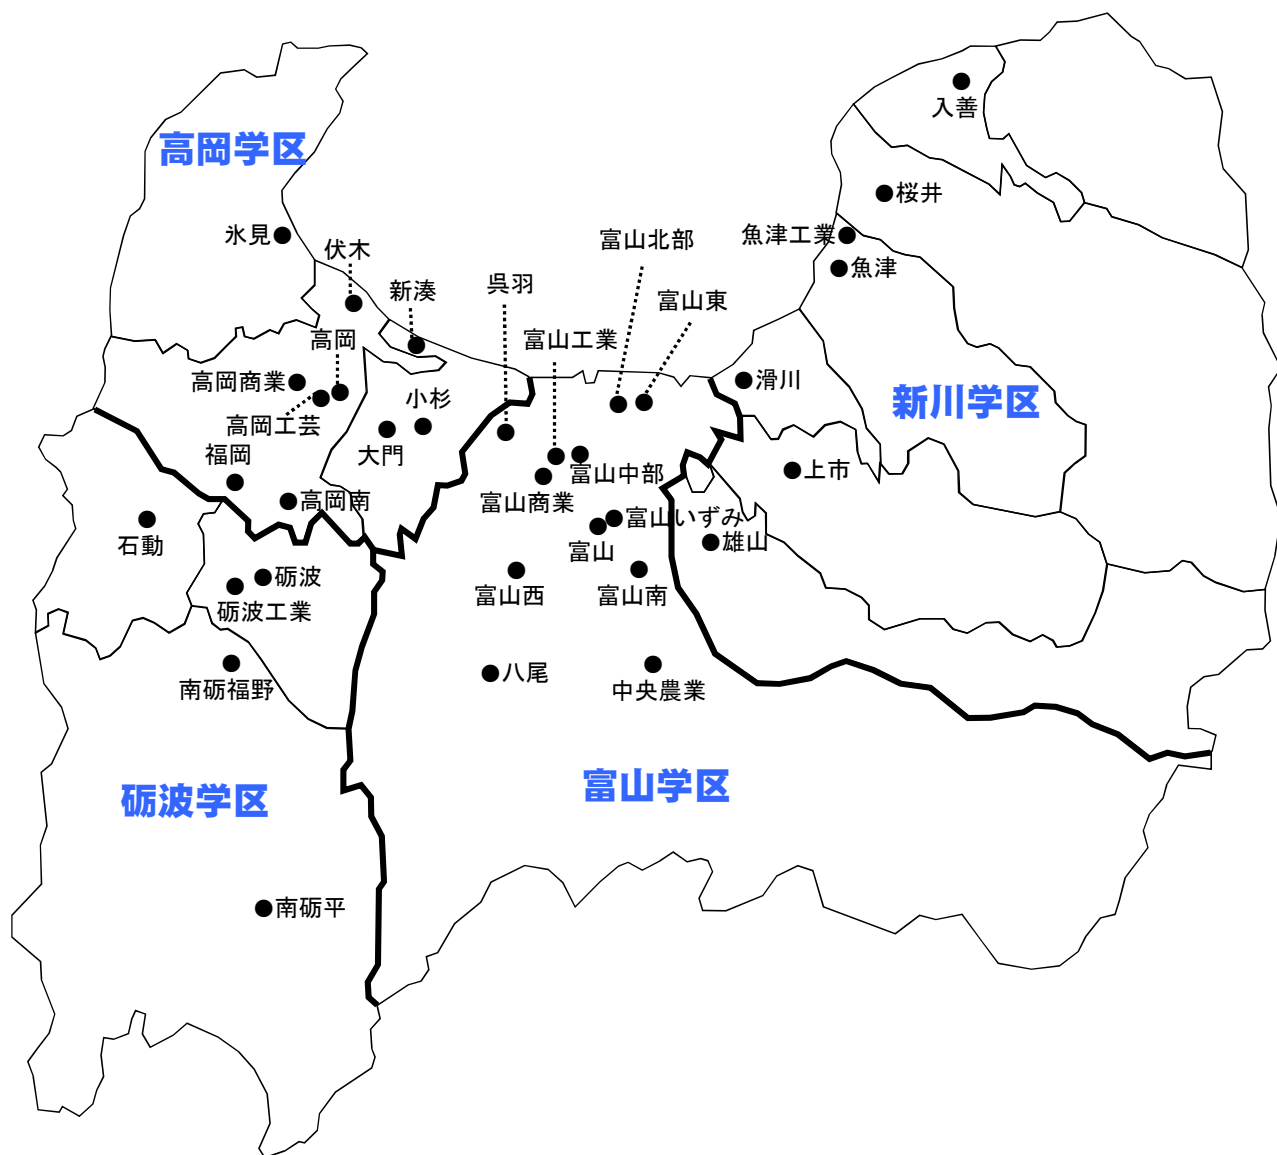 入善
高岡学区
桜井
氷見
伏木
富山北部
魚津工業
魚津
新湊
呉羽
富山東
高岡
富山工業
高岡商業
滑川
新川学区
小杉
高岡工芸
福岡
大門
富山中部
上市
高岡南
富山商業
石動
富山いずみ
富山
雄山
砺波
砺波工業
富山西
富山南
南砺福野
八尾
中央農業
砺波学区
富山学区
南砺平